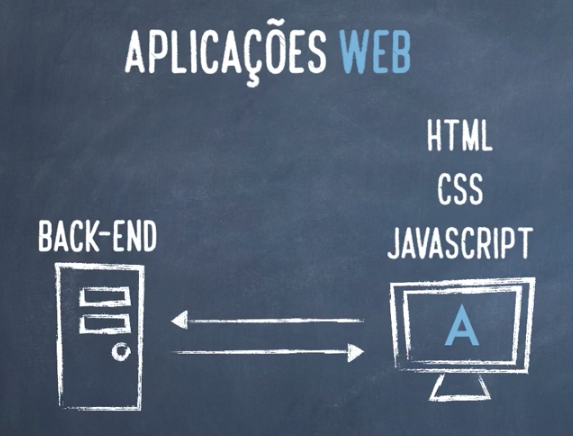 APLICAÇÕES WEB
HTML
CSS
JAVASCRIPT
BACK-END
A